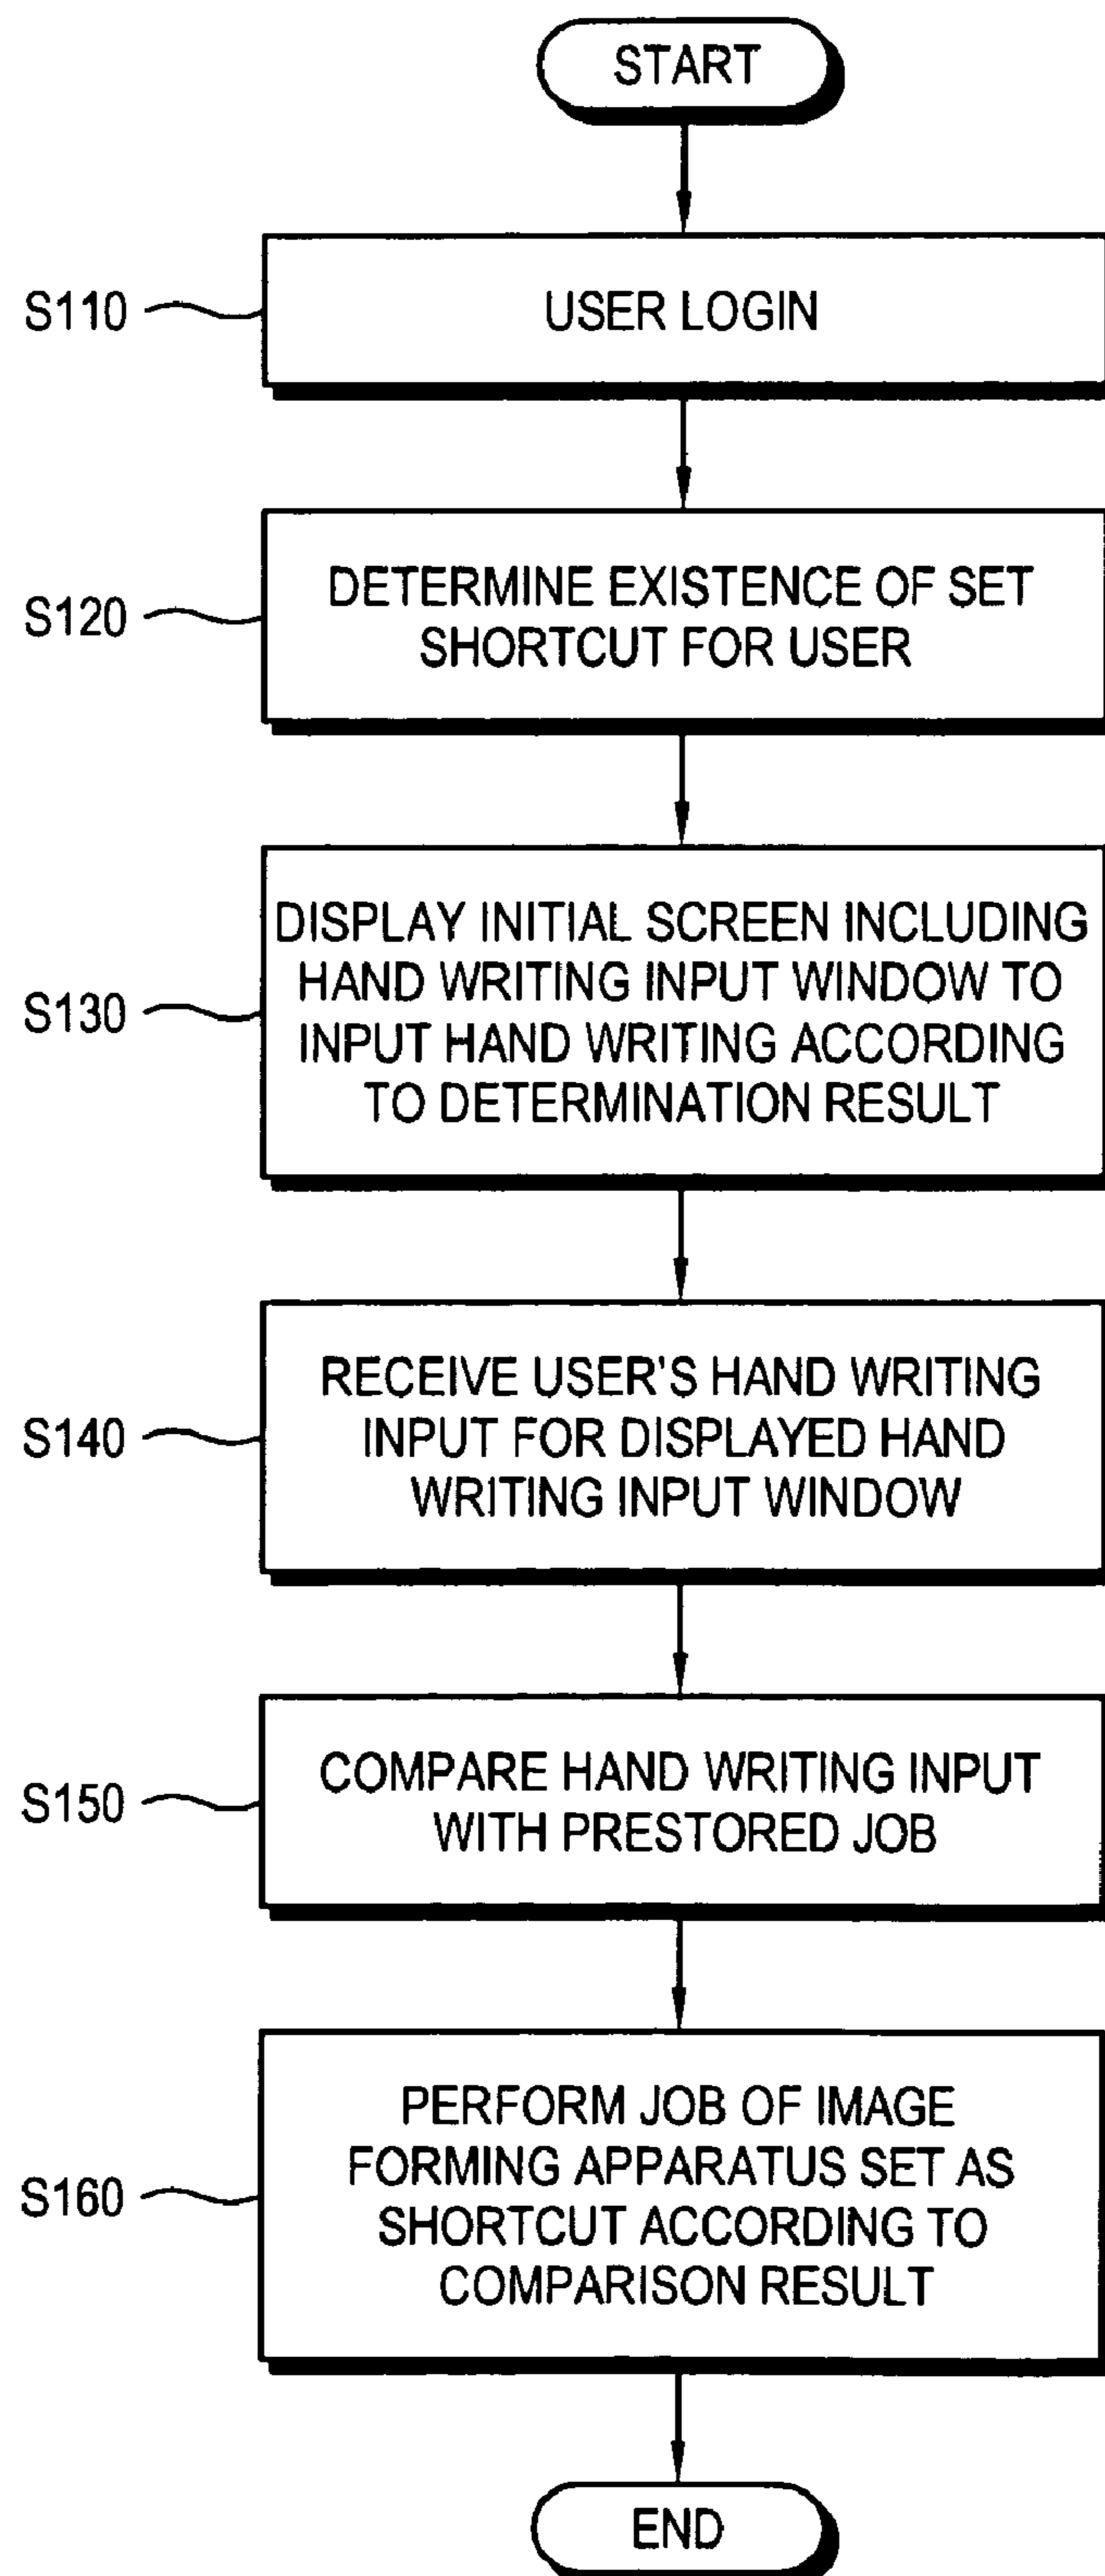 START
S110
USER LOGIN
S120
DETERMINE EXISTENCE OF SET
SHORTCUT FOR USER
S130
DISPLAY INITIAL SCREEN INCLUDING
HAND WRITING INPUT WINDOW TO
INPUT HAND WRITING ACCORDING
TO DETERMINATION RESULT
S140
RECEIVE USER'S HAND WRITING
INPUT FOR DISPLAYED HAND
WRITING INPUT WINDOW
S150
COMPARE HAND WRITING INPUT
WITH PRESTORED JOB
S160
PERFORM JOB OF IMAGE
FORMING APPARATUS SET AS
SHORTCUT ACCORDING TO
COMPARISON RESULT
END